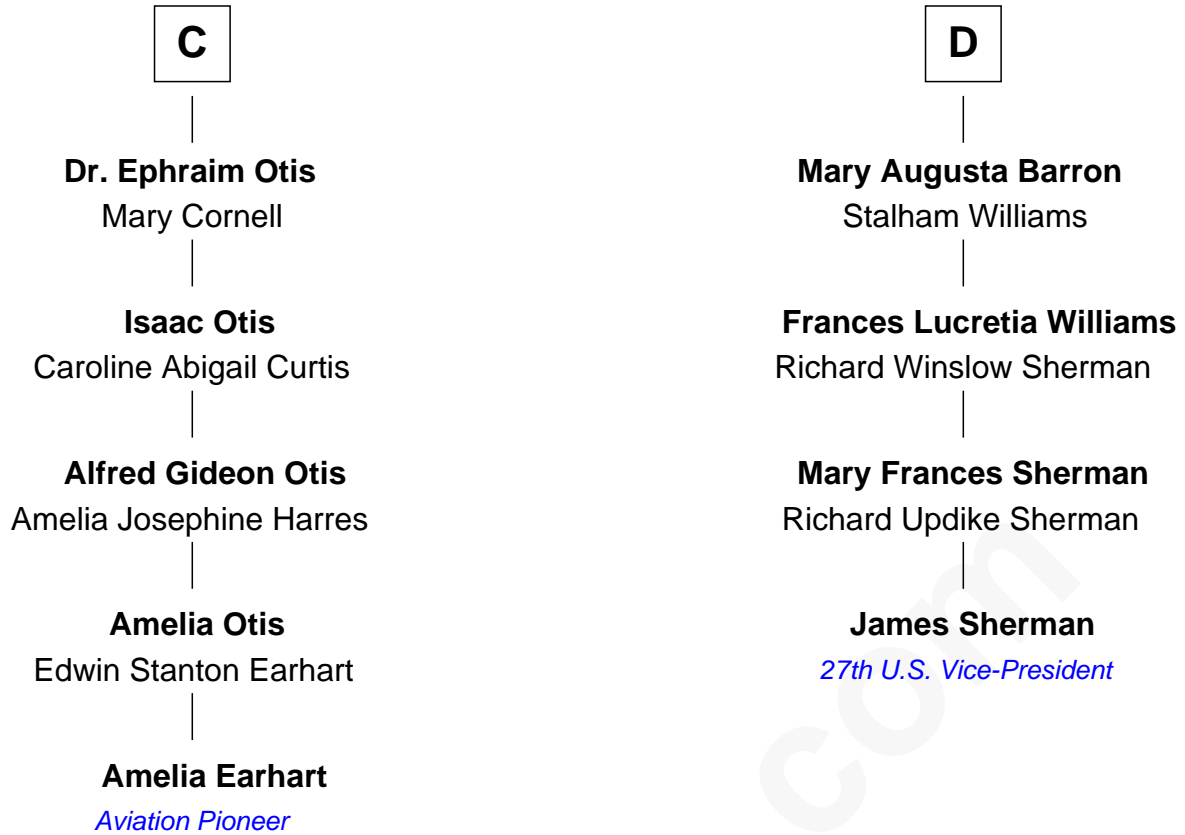 C
Dr. Ephraim Otis
Mary Cornell
Isaac Otis
Caroline Abigail Curtis
Alfred Gideon Otis
Amelia Josephine Harres
Amelia Otis
Edwin Stanton Earhart
Amelia Earhart
Aviation Pioneer
D
Mary Augusta Barron
Stalham Williams
Frances Lucretia Williams
Richard Winslow Sherman
Mary Frances Sherman
Richard Updike Sherman
James Sherman
27th U.S. Vice-President
com